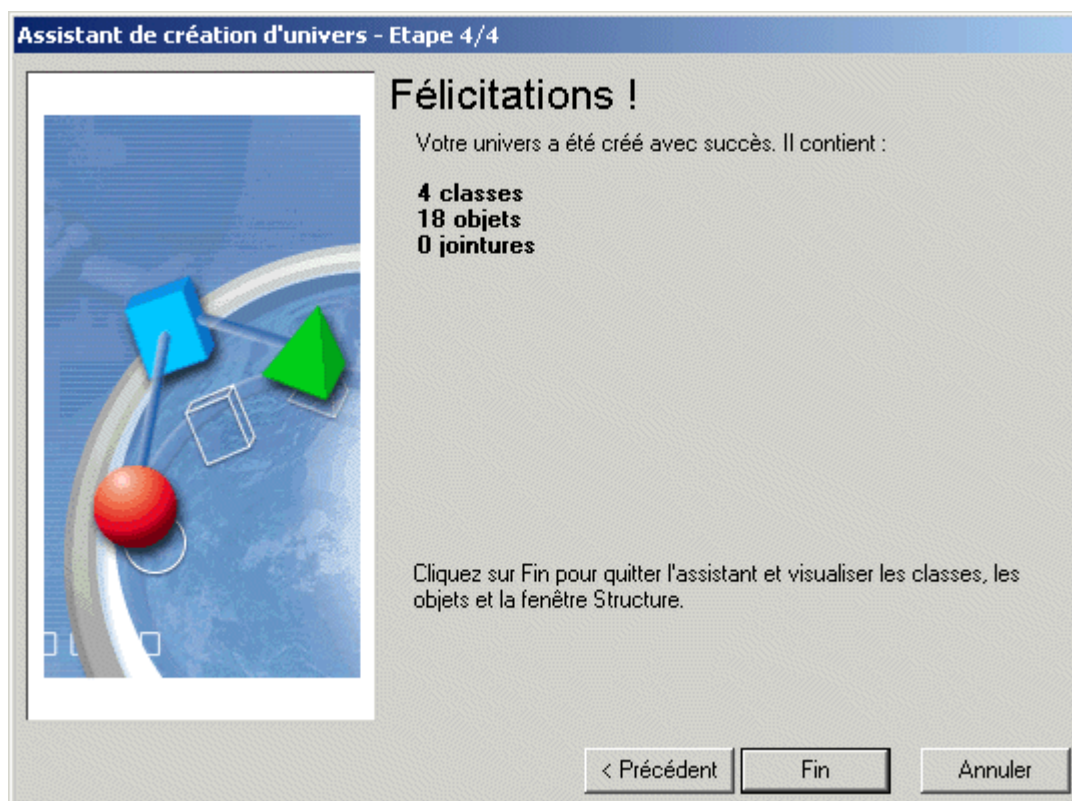 Assistant de création d'univers - Etape 4/4
Félicitations !
Votre univers a été créé avec succès. Il contient :
4 classes
18 objets
0 jointures
Cliquez sur Fin pour quitter l'assistant et visualiser les classes, les
objets et la fenêtre Structure.
< Précédent
Fin
Annuler